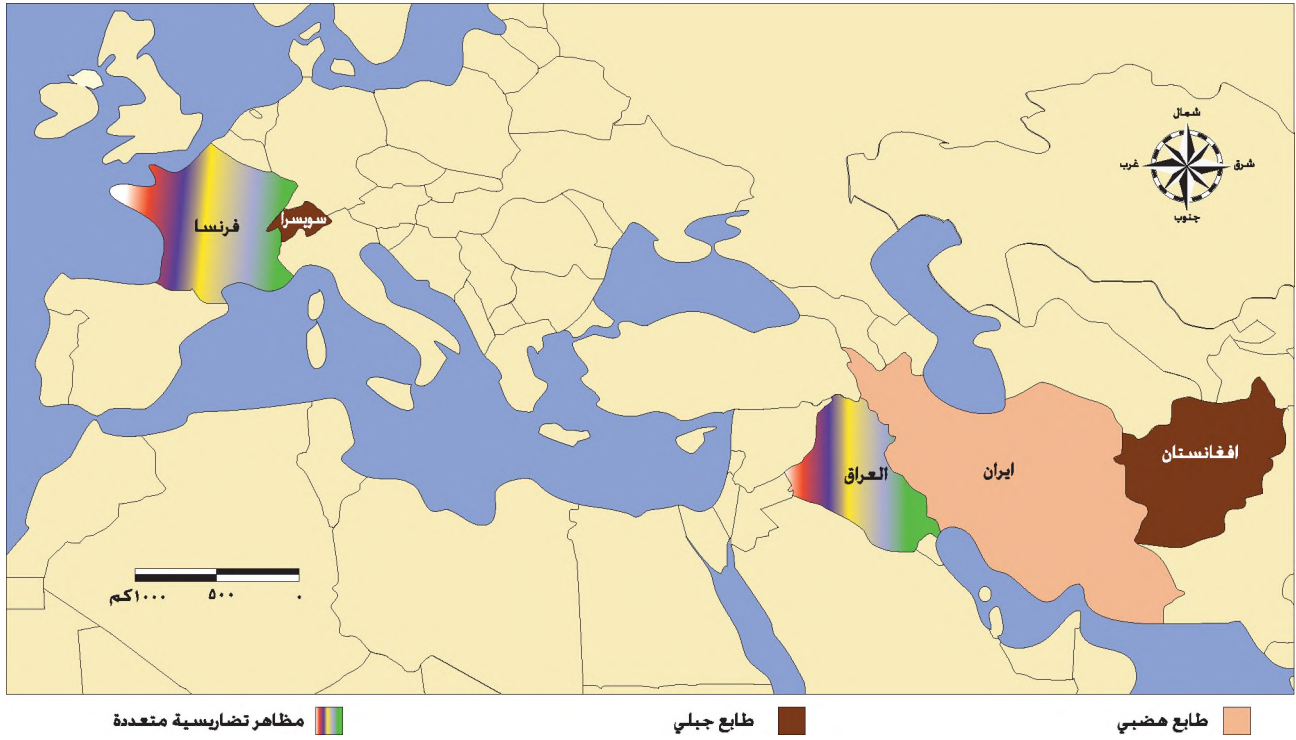 شمال
شرق
غرب
جنوب
فرنسا
سويسرا
العراق
ايران
افغانستان
٠
٥٠٠
١٠٠٠كم
طابع هضبي
طابع جبلي
مظاهر تضاريسية متعددة